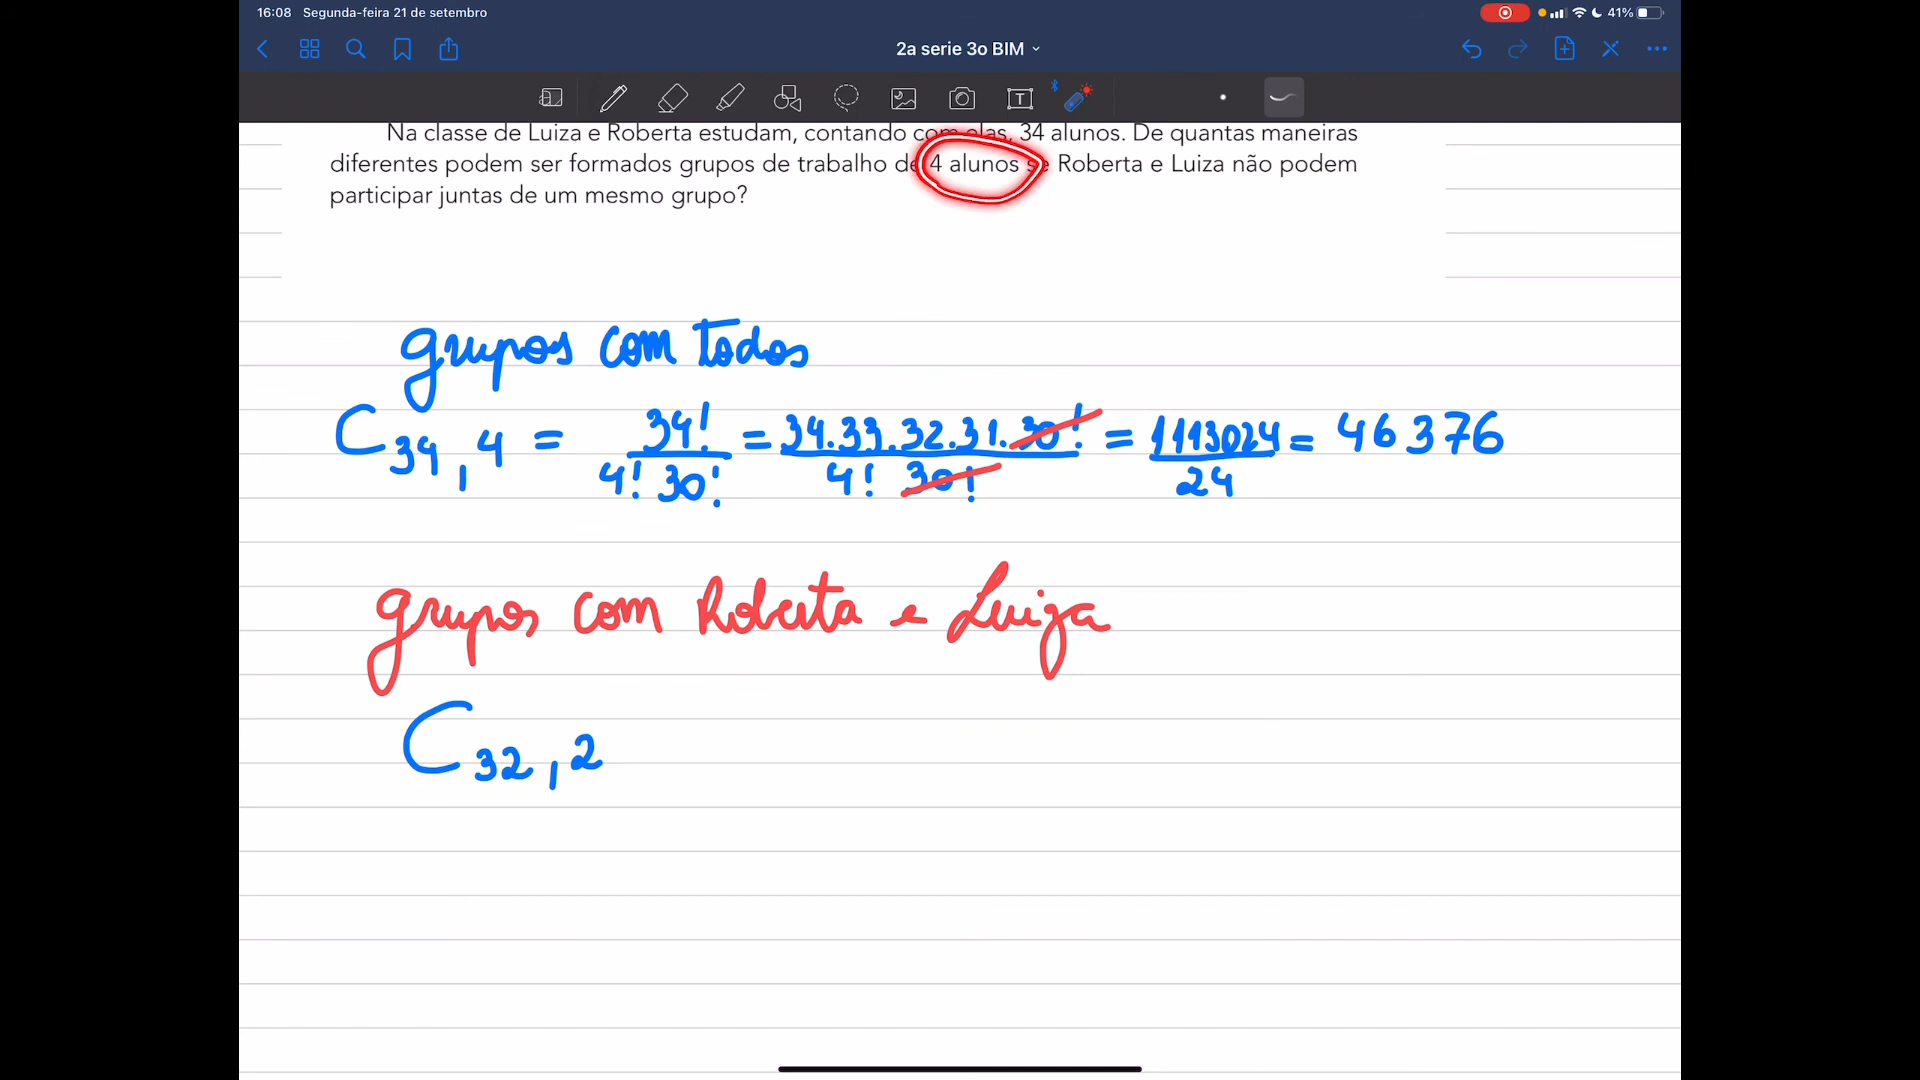 16:08 Segunda-feira 21 de setembro 41%
2a serie 3o BIM
T
Na classe de Luiza e Roberta estudam, contando com elas, 34 alunos. De quantas maneiras
diferentes podem ser formados grupos de trabalho de 4 alunos se Roberta e Luiza não podem
participar juntas de um mesmo grupo?
grupos com todos
C34,4 = 34!/4! 30! = 34.33.32.31.30!/4! 30! = 1113024/24 = 46376
grupos com Roberta e Luiza
C32,2